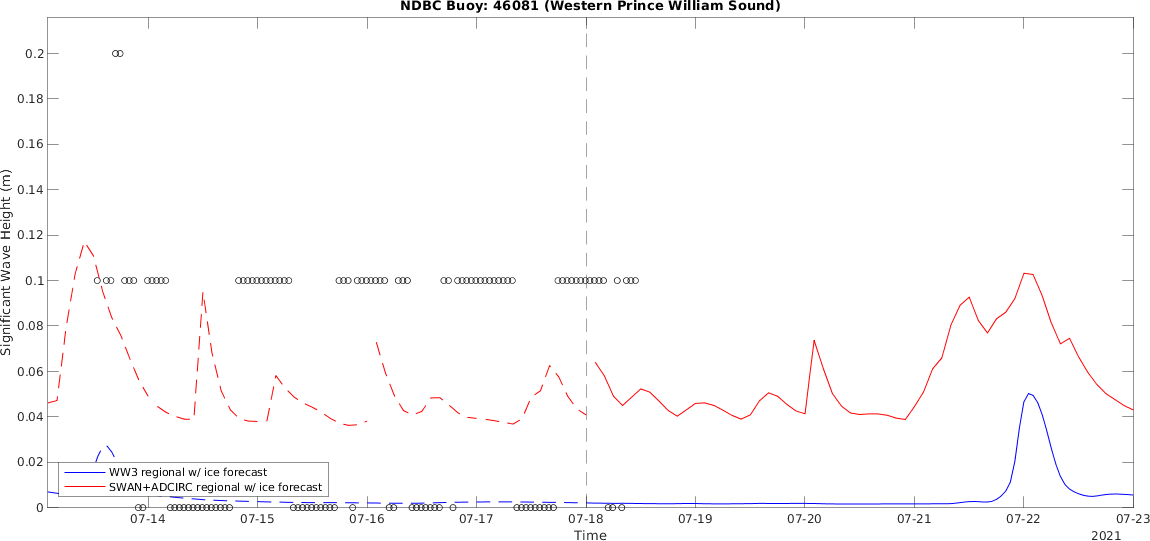 NDBC Buoy: 46081 (Western Prince William Sound)
Significant Wave Height (m)
0.2
0.18
0.16
0.14
0.12
0.1
0.08
0.06
0.04
0.02
0
WW3 regional w/ ice forecast
SWAN+ADCIRC regional w/ ice forecast
07-14 07-15 07-16 07-17 07-18 07-19 07-20 07-21 07-22 07-23
Time
2021